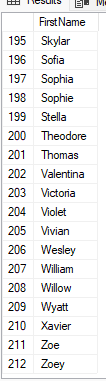 Results
FirstName
195 Skylar
196 Sofia
197 Sophia
198 Sophie
199 Stella
200 Theodore
201 Thomas
202 Valentina
203 Victoria
204 Violet
205 Vivian
206 Wesley
207 William
208 Willow
209 Wyatt
210 Xavier
211 Zoe
212 Zoey